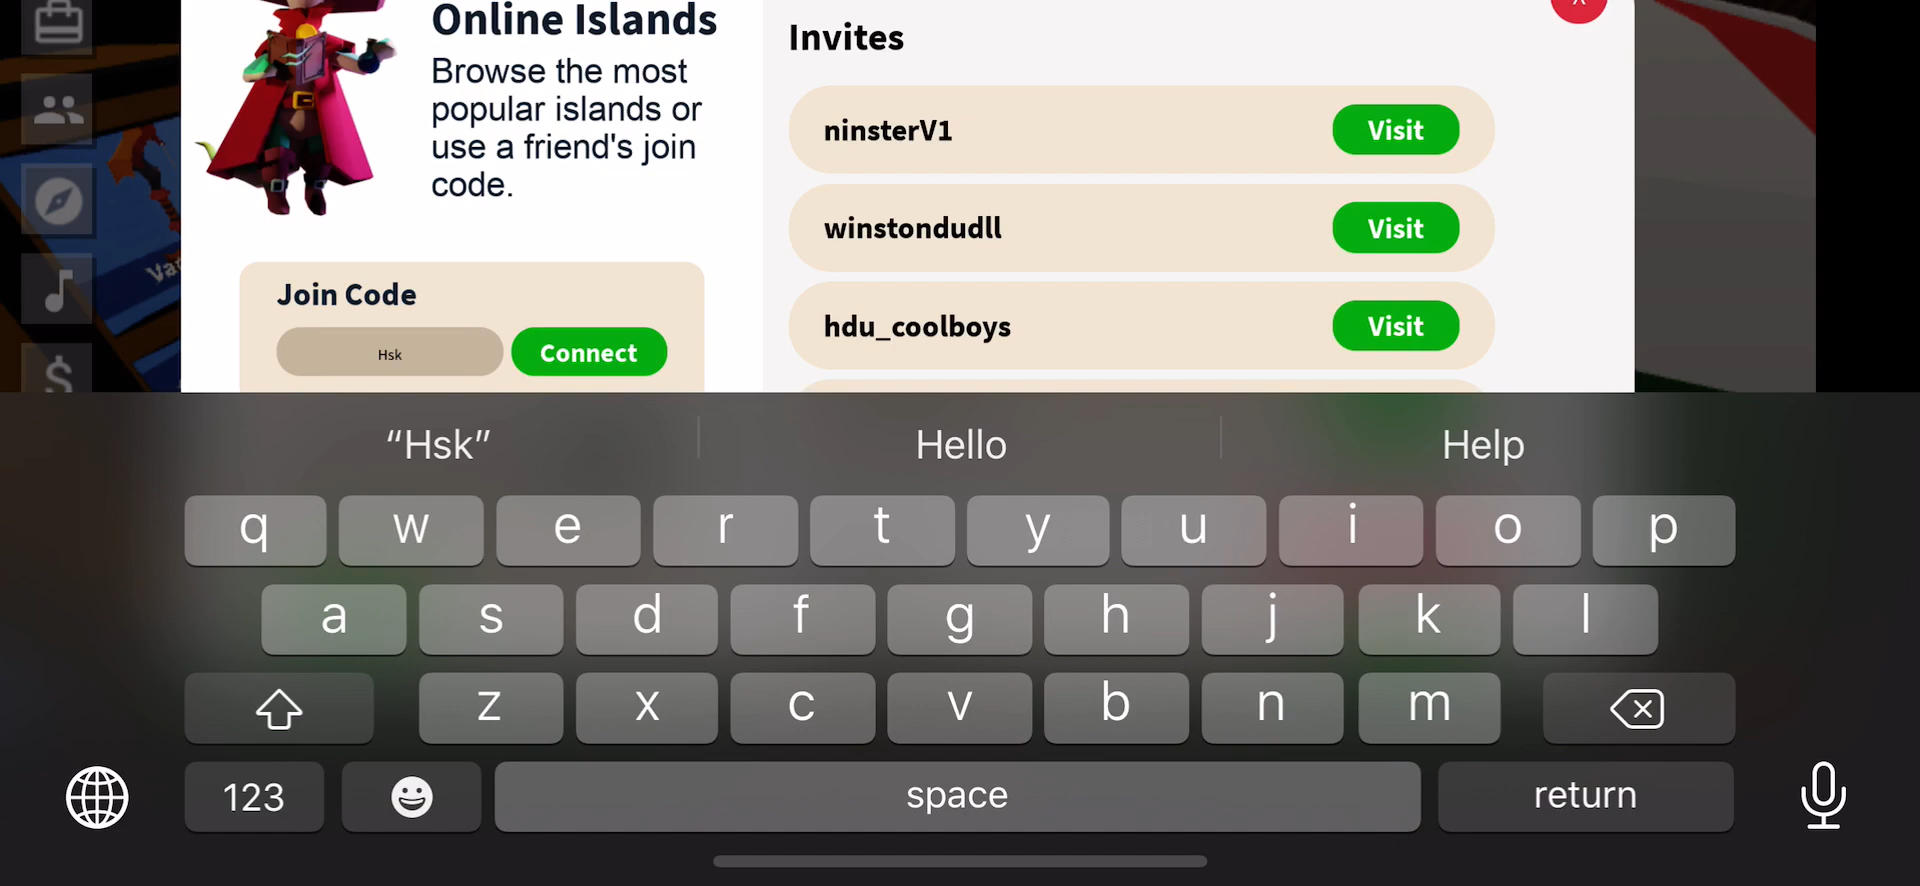 Online Islands
Browse the most
popular islands or
use a friend's join
code.
Join Code
Hsk
Connect
Invites
ninsterV1
Visit
winstondudll
Visit
hdu_coolboys
Visit
“Hsk”
Hello
Help
q w e r t y u i o p
a s d f g h j k l
z x c v b n m
123
space
return